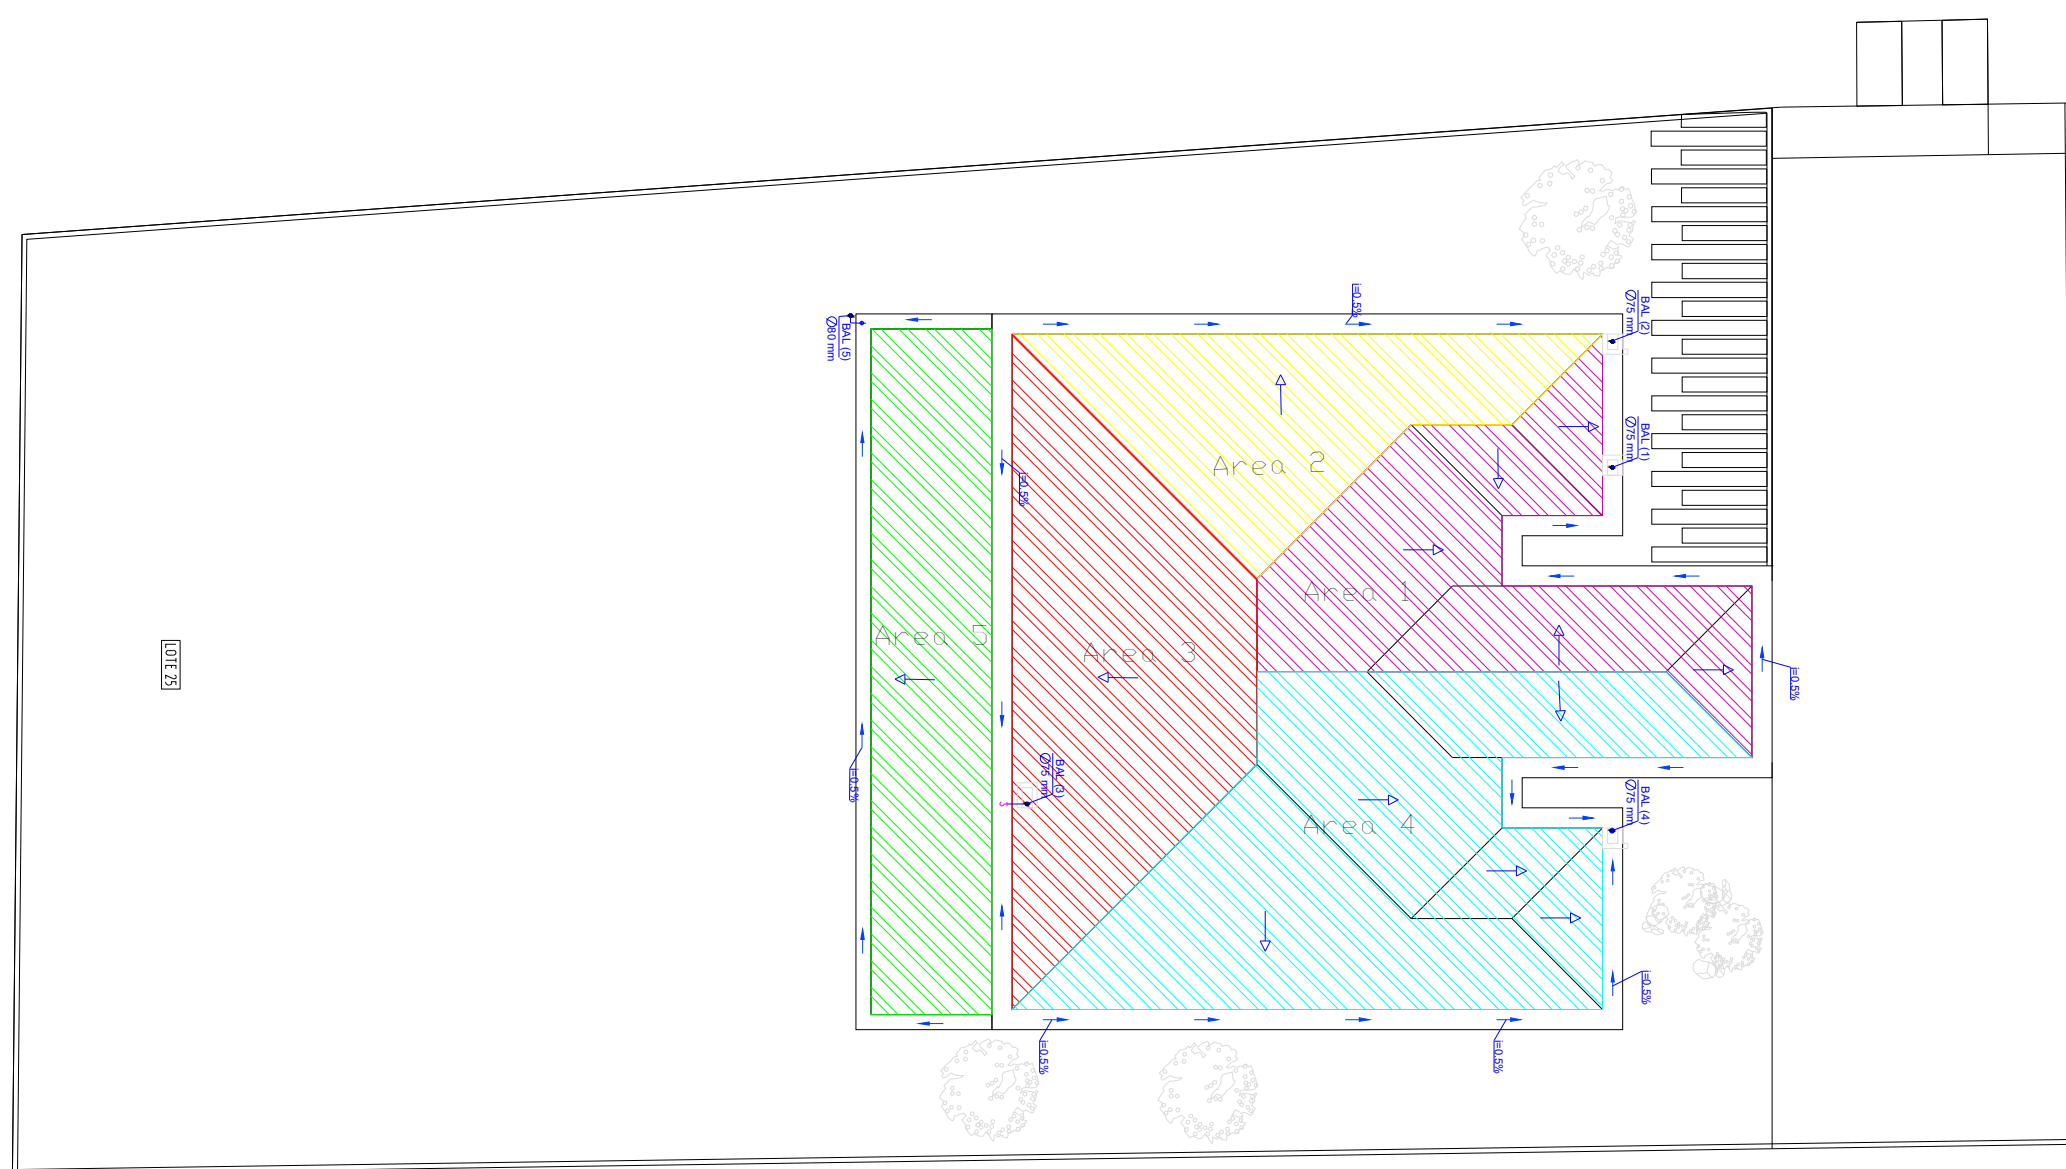 i=0.5%
BAL (2)
Ø75 mm
BAL (5)
Ø80 mm
BAL (1)
Ø75 mm
Area 2
i=0.5%
Area 1
Area 5
Area 3
LOTE 25
i=0.5%
BAL (3)
Ø75 mm
i=0.5%
BAL (4)
Ø75 mm
Area 4
i=0.5%
i=0.5%
i=0.5%